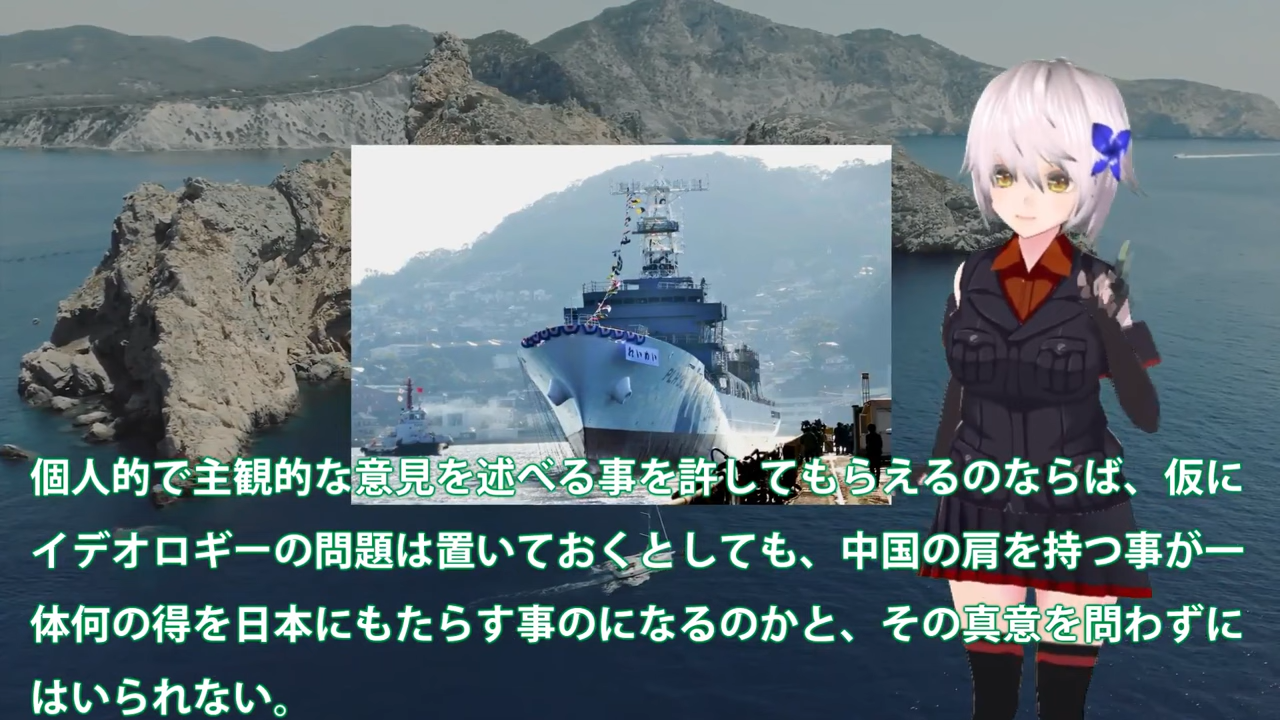 れいめい
個人的で主観的な意見を述べる事を許してもらえるのならば、仮に
イデオロギーの問題は置いておくとしても、中国の肩を持つ事が一
体何の得を日本にもたらす事のになるのかと、その真意を問わずに
はいられない。